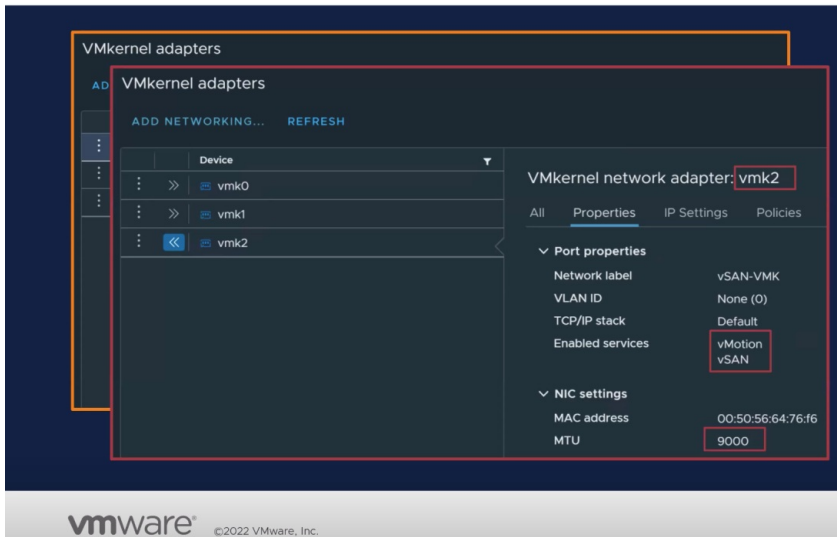 VMkernel adapters
AD
VMkernel adapters
ADD NETWORKING... REFRESH
Device
vmk0
vmk1
vmk2
VMkernel network adapter: vmk2
All Properties IP Settings Policies
Port properties
Network label vSAN-VMK
VLAN ID None (0)
TCP/IP stack Default
Enabled services vMotion
vSAN
NIC settings
MAC address 00:50:56:64:76:f6
MTU 9000
vmware® ©2022 VMware, Inc.